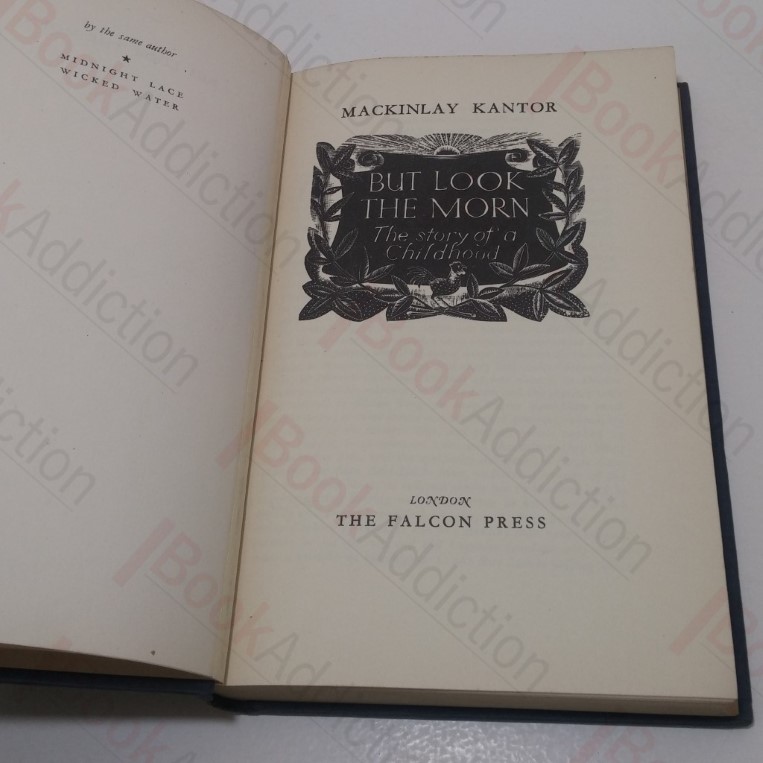 by the same author
MIDNIGHT LACE
WICKED WATER
MACKINLAY KANTOR
BUT LOOK
THE MORN
The story of a
Childhood
LONDON
THE FALCON PRESS
BookAddiction